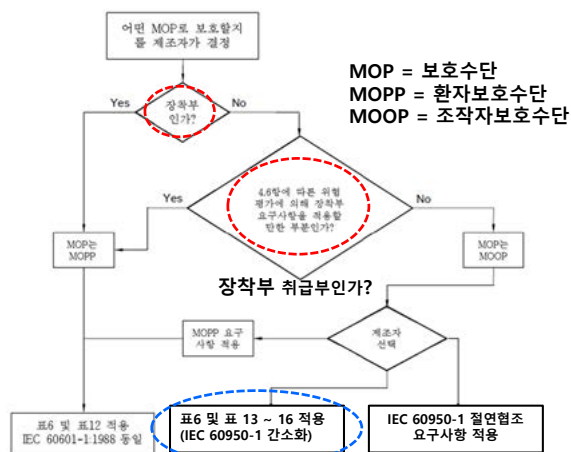 어떤 MOP로 보호할지
를 제조자가 결정
MOP = 보호수단
MOPP = 환자보호수단
MOOP = 조작자보호수단
Yes
장착부
인가?
No
Yes
4.6항에 따른 위험
평가에 의해 장착부
요구사항을 적용할
만한 부분인가?
No
MOP는
MOPP
MOP는
MOOP
장착부 취급부인가?
MOPP 요구
사항 적용
제조자
선택
표6 및 표12 적용
IEC 60601-1:1988 동일
표6 및 표 13 ~ 16 적용
(IEC 60950-1 간소화)
IEC 60950-1 절연협조
요구사항 적용